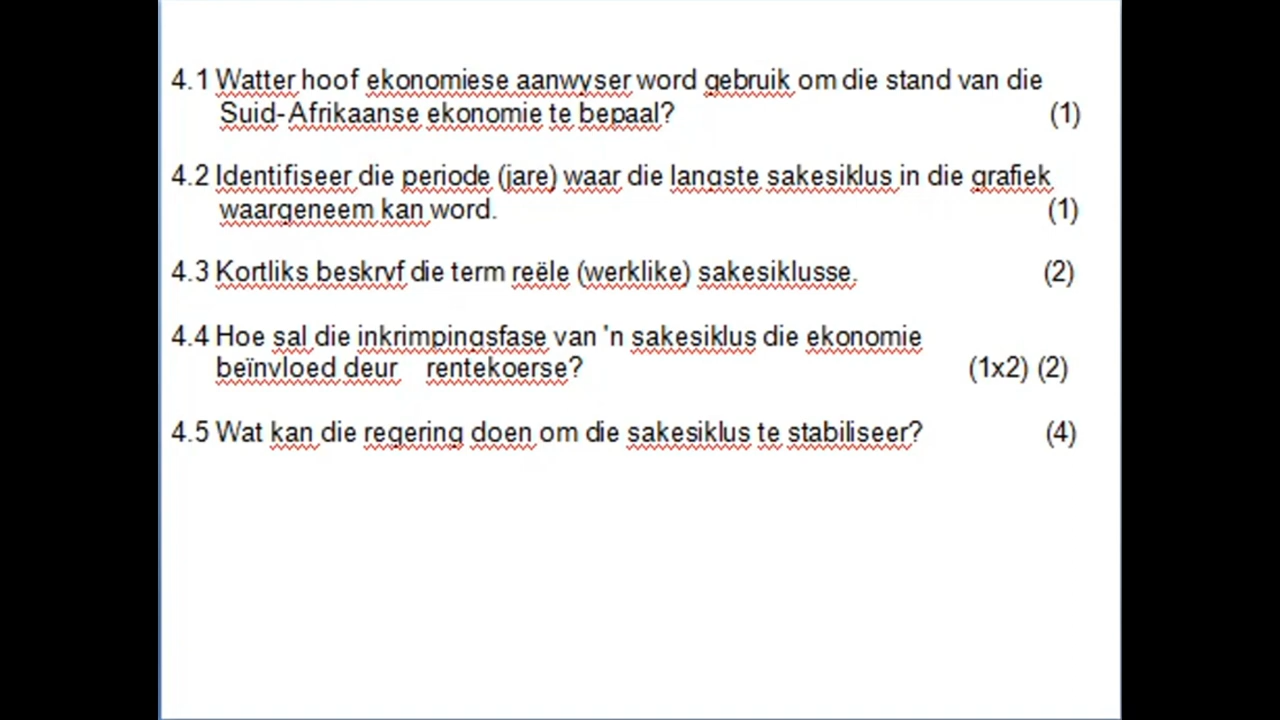 4.1 Watter hoof ekonomiese aanwyser word gebruik om die stand van die
Suid-Afrikaanse ekonomie te bepaal? (1)
4.2 Identifiseer die periode (jare) waar die langste sakesiklus in die grafiek
waargeneem kan word. (1)
4.3 Kortliks beskryf die term reële (werklike) sakesiklusse. (2)
4.4 Hoe sal die inkrimpingsfase van 'n sakesiklus die ekonomie
beïnvloed deur rentekoerse? (1x2) (2)
4.5 Wat kan die regering doen om die sakesiklus te stabiliseer? (4)